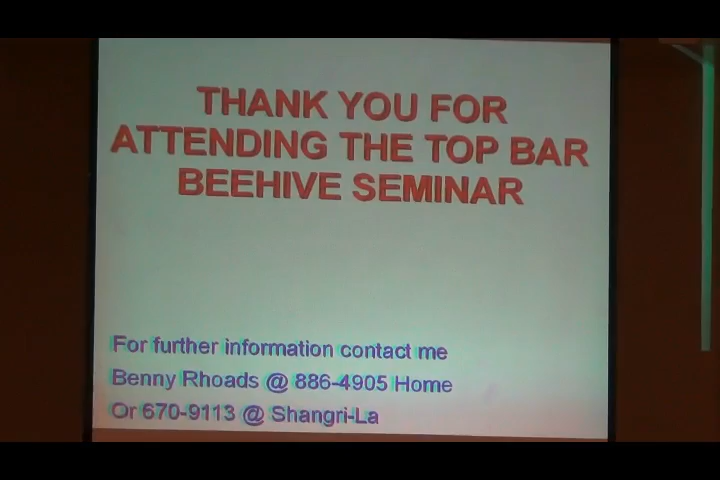 THANK YOU FOR
ATTENDING THE TOP BAR
BEEHIVE SEMINAR
For further information contact me
Benny Rhoads @ 886-4905 Home
Or 670-9113 @ Shangri-La